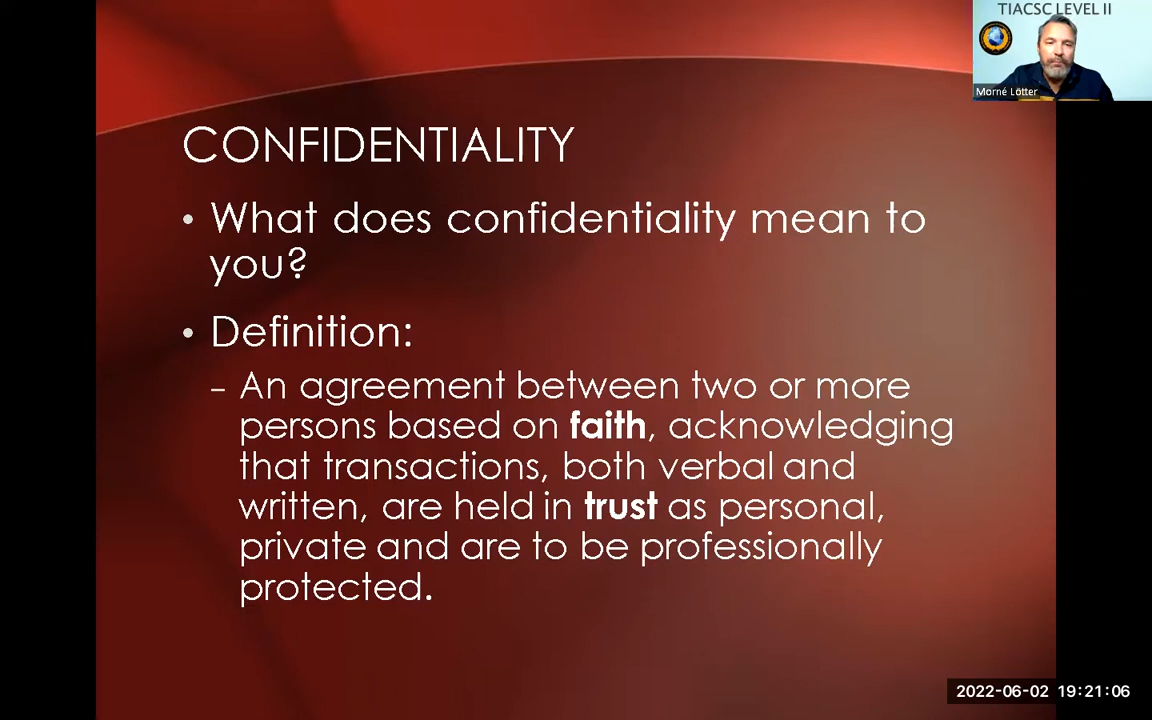 TIACSC LEVEL II
Morné Lötter
CONFIDENTIALITY
• What does confidentiality mean to
you?
• Definition:
– An agreement between two or more
persons based on faith, acknowledging
that transactions, both verbal and
written, are held in trust as personal,
private and are to be professionally
protected.
2022-06-02 19:21:06